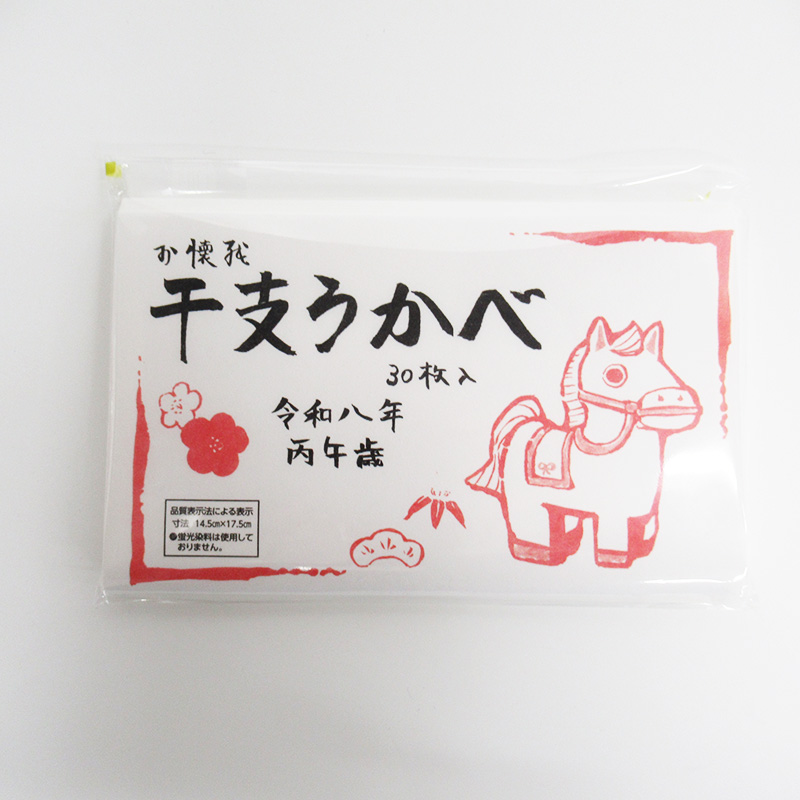 お懐紙
干支うかべ
30枚入
令和八年
丙午歳
品質表示法による表示
寸法 14.5cm×17.5cm
●蛍光染料は使用して
おりません。